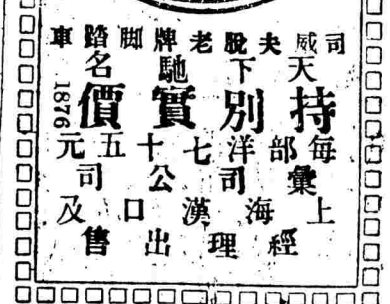 司威夫脫老牌脚踏車
天下馳名
持別實價
1876
每部洋七十五元
彙司公司
上海漢口及
經理出售